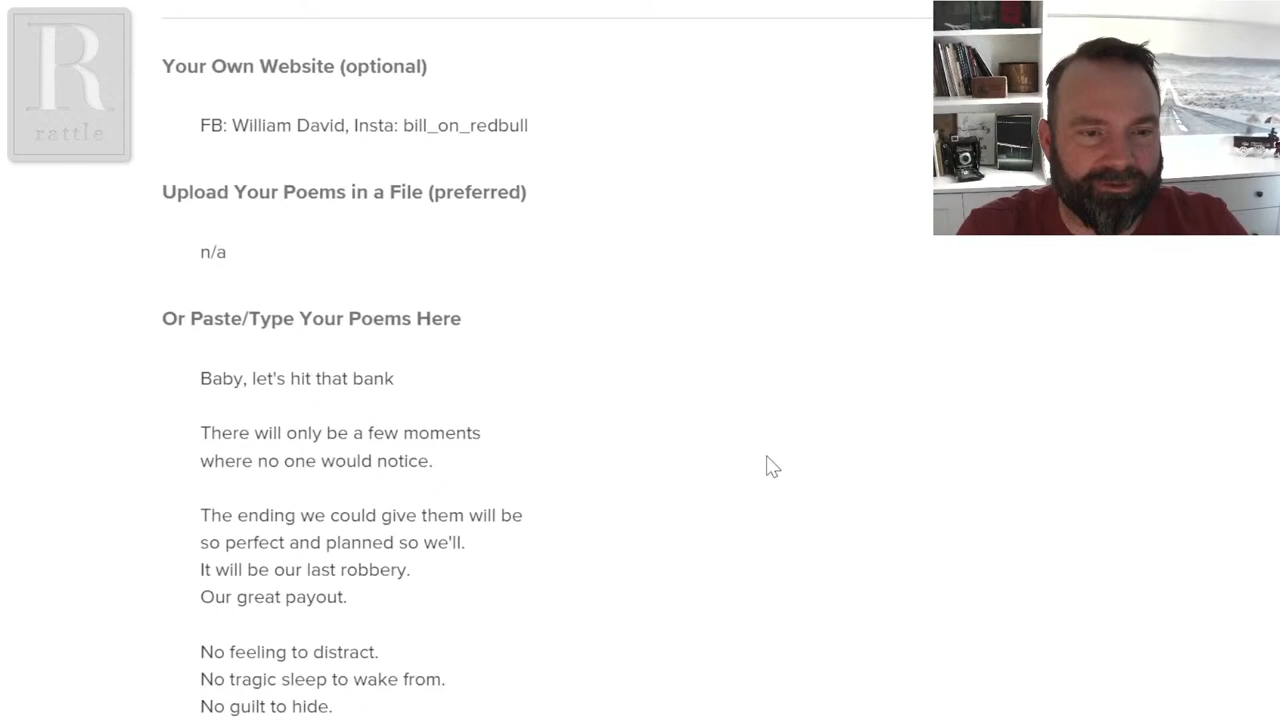 R
rattle
Your Own Website (optional)
FB: William David, Insta: bill_on_redbull
Upload Your Poems in a File (preferred)
n/a
Or Paste/Type Your Poems Here
Baby, let's hit that bank
There will only be a few moments
where no one would notice.
The ending we could give them will be
so perfect and planned so we'll.
It will be our last robbery.
Our great payout.
No feeling to distract.
No tragic sleep to wake from.
No guilt to hide.